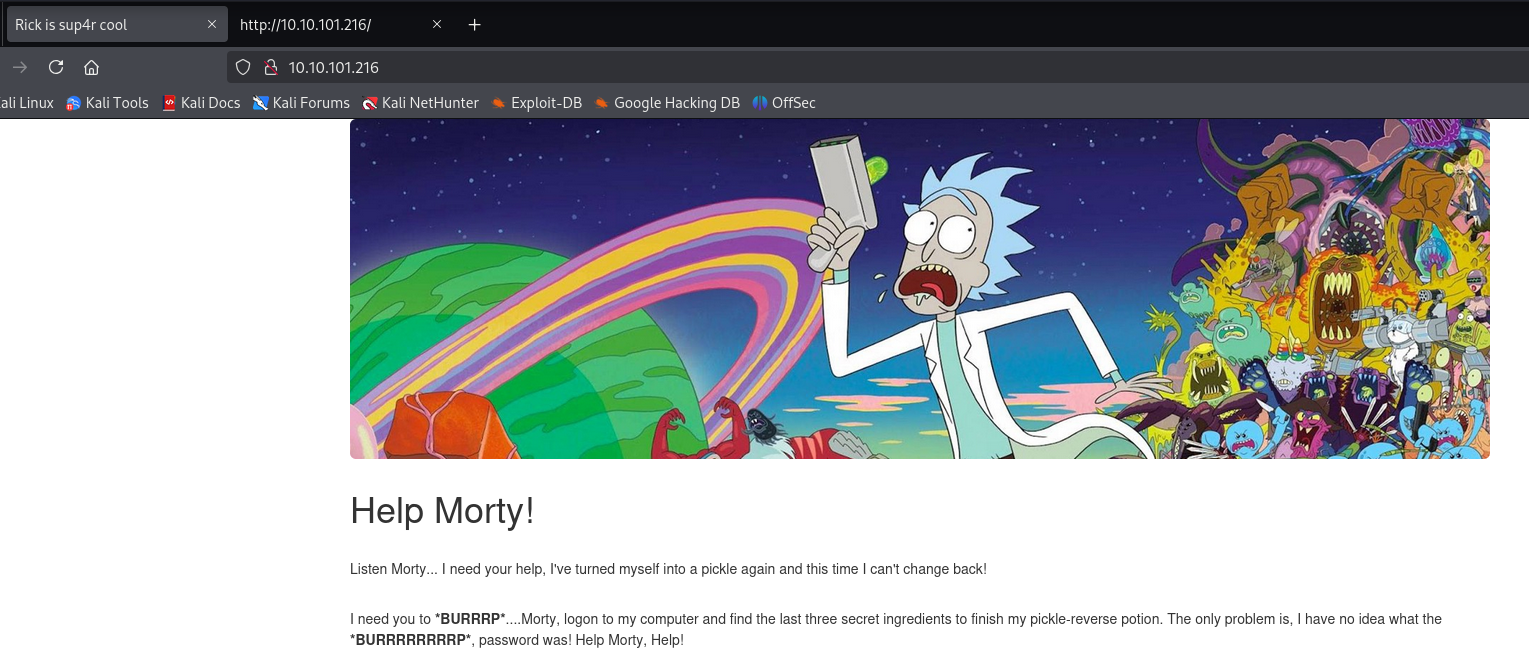 Rick is sup4r cool
http://10.10.101.216/
10.10.101.216
ali Linux Kali Tools Kali Docs Kali Forums Kali NetHunter Exploit-DB Google Hacking DB OffSec
Help Morty!
Listen Morty... I need your help, I've turned myself into a pickle again and this time I can't change back!
I need you to *BURRRP*....Morty, logon to my computer and find the last three secret ingredients to finish my pickle-reverse potion. The only problem is, I have no idea what the
*BURRRRRRRRP*, password was! Help Morty, Help!